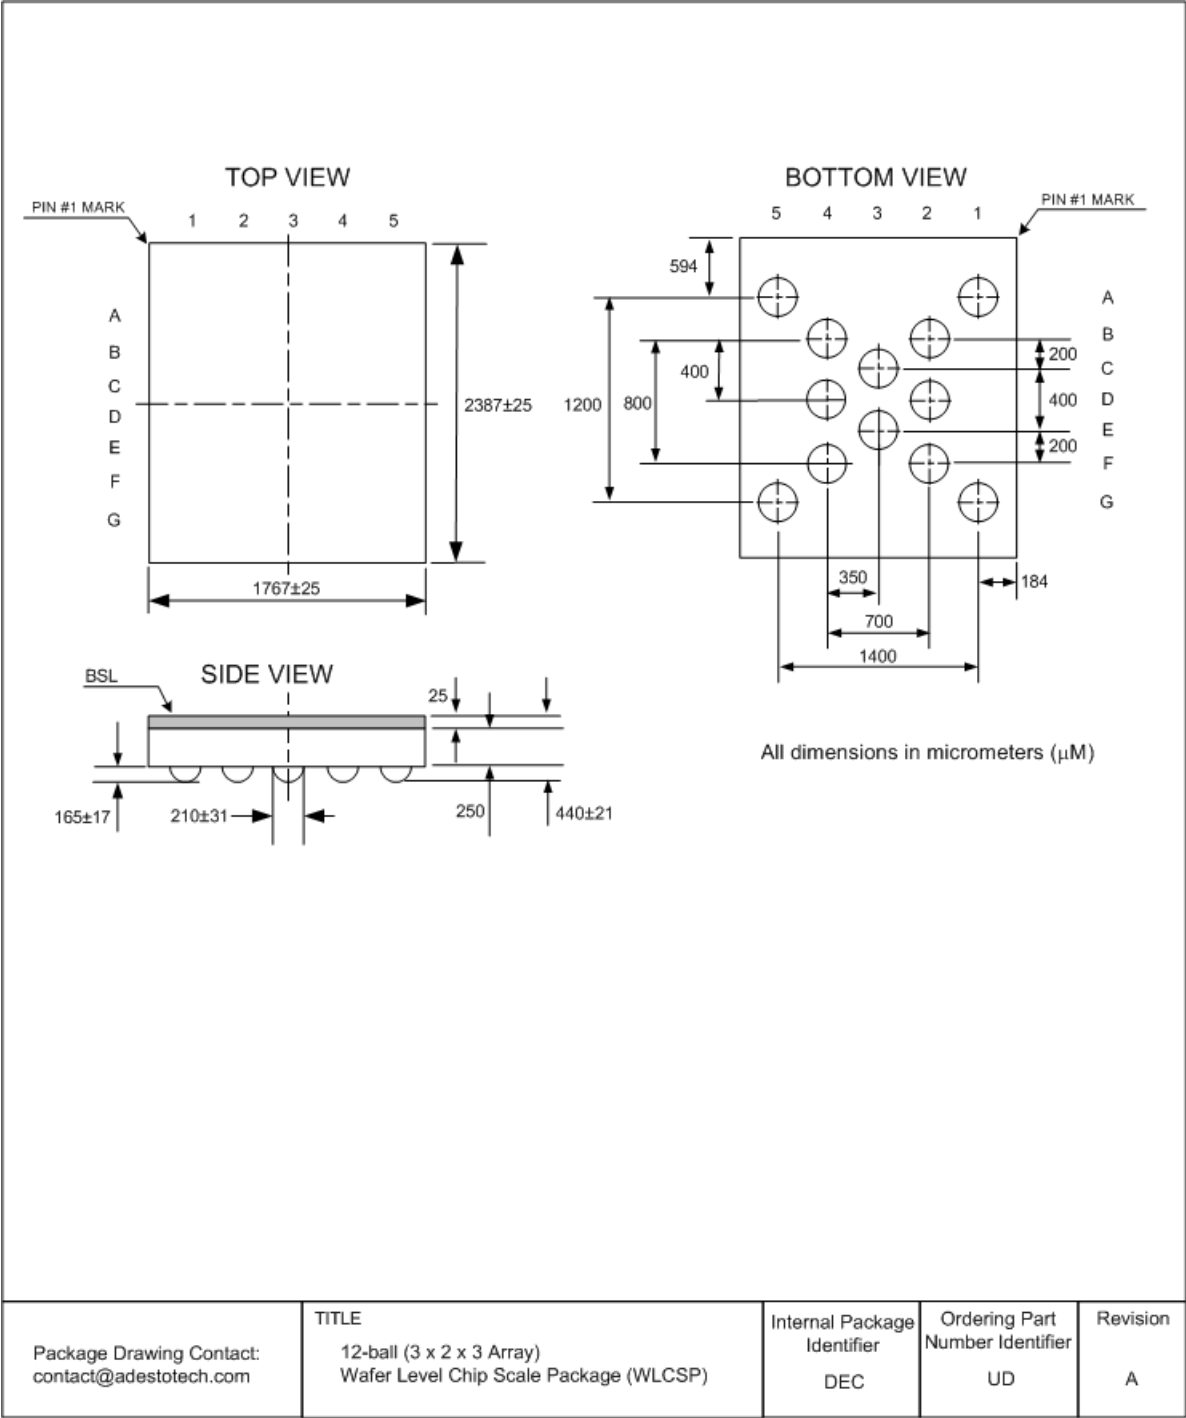 TOP VIEW
PIN #1 MARK
1 2 3 4 5
A
B
C
D
E
F
G
2387±25
1767±25
BOTTOM VIEW
PIN #1 MARK
5 4 3 2 1
594
1200
800
400
A
B
C
D
E
F
G
200
400
200
350
184
700
1400
SIDE VIEW
BSL
25
165±17
210±31
250
440±21
All dimensions in micrometers (μM)
Package Drawing Contact:
contact@adestotech.com
TITLE
12-ball (3 x 2 x 3 Array)
Wafer Level Chip Scale Package (WLCSP)
Internal Package
Identifier
DEC
Ordering Part
Number Identifier
UD
Revision
A